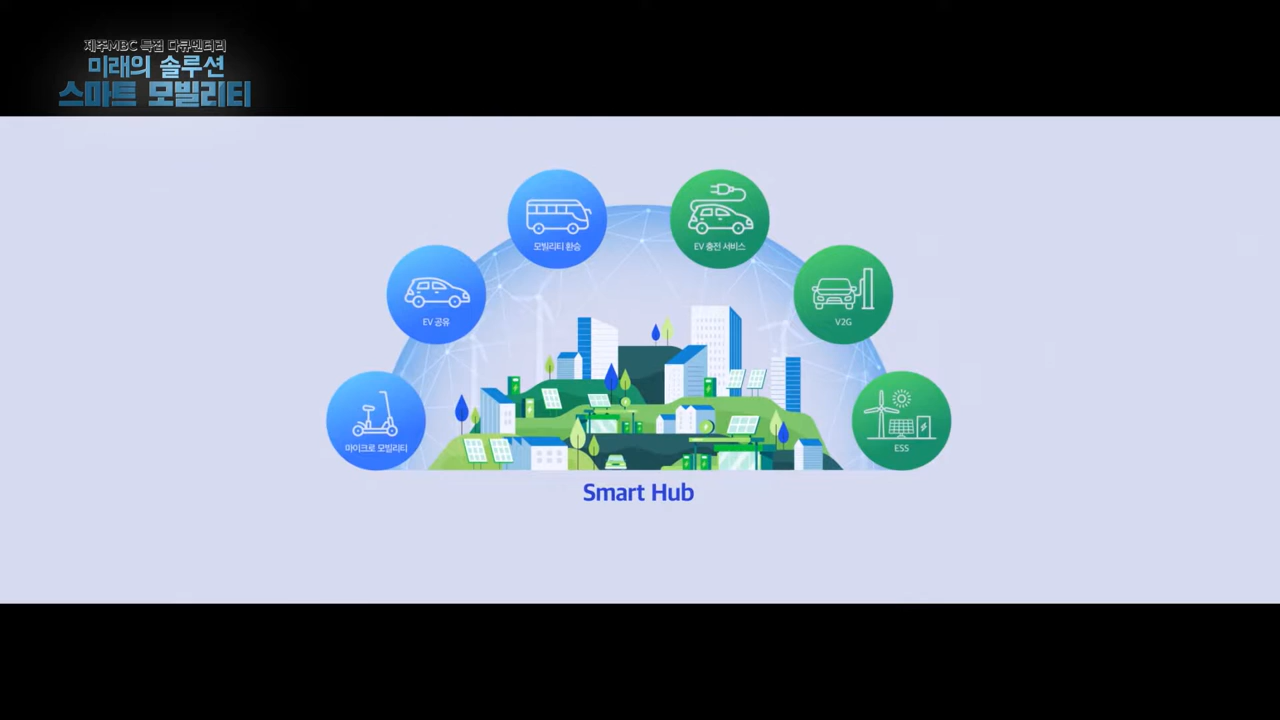 제주MBC 특집 다큐멘터리
미래의 솔루션
스마트 모빌리티
모빌리티 환승
EV 충전 서비스
EV 공유
V2G
마이크로 모빌리티
ESS
Smart Hub